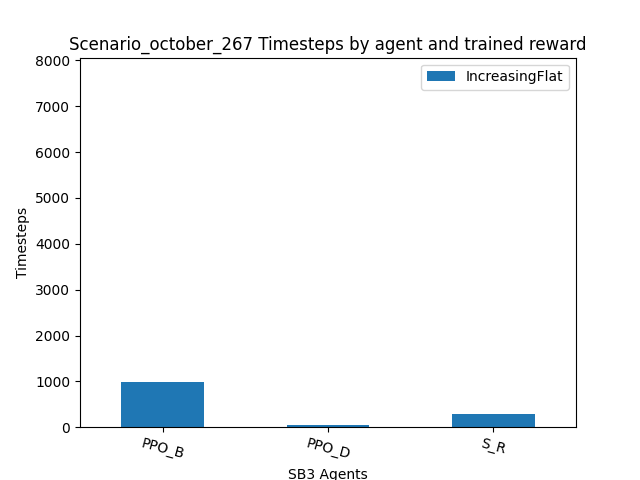 Scenario_october_267 Timesteps by agent and trained reward
IncreasingFlat
8000
7000
6000
5000
4000
3000
2000
1000
0
Timesteps
PPO_B
PPO_D
S_R
SB3 Agents